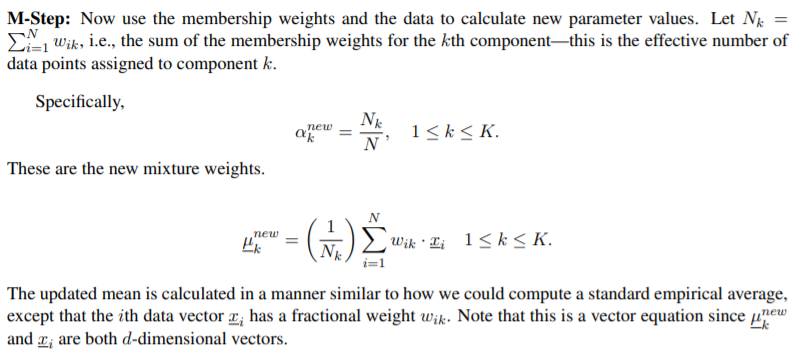 M-Step: Now use the membership weights and the data to calculate new parameter values. Let N_k =
∑_{i=1}^{N} w_{ik}, i.e., the sum of the membership weights for the kth component—this is the effective number of
data points assigned to component k.
Specifically,
α_k^{new} = N_k / N, 1 ≤ k ≤ K.
These are the new mixture weights.
μ_k^{new} = (1 / N_k) ∑_{i=1}^{N} w_{ik} · x_i 1 ≤ k ≤ K.
The updated mean is calculated in a manner similar to how we could compute a standard empirical average,
except that the ith data vector x_i has a fractional weight w_{ik}. Note that this is a vector equation since μ_k^{new}
and x_i are both d-dimensional vectors.